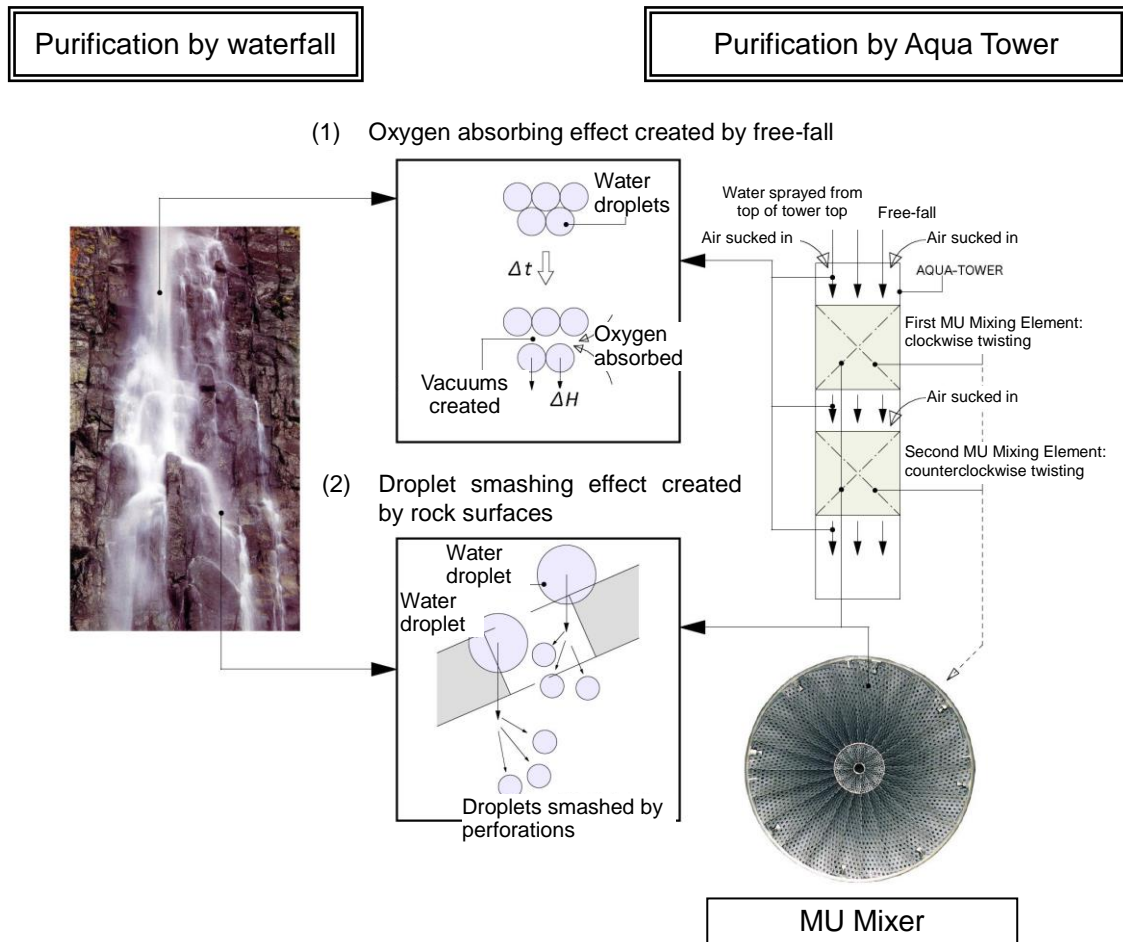 Purification by waterfall
Purification by Aqua Tower
(1) Oxygen absorbing effect created by free-fall
Water
droplets
Δt
Oxygen
absorbed
Vacuums
created
ΔH
Water sprayed from
top of tower top
Free-fall
Air sucked in
Air sucked in
AQUA-TOWER
First MU Mixing Element:
clockwise twisting
Air sucked in
Second MU Mixing Element:
counterclockwise twisting
(2) Droplet smashing effect created
by rock surfaces
Water
droplet
Water
droplet
Droplets smashed by
perforations
MU Mixer